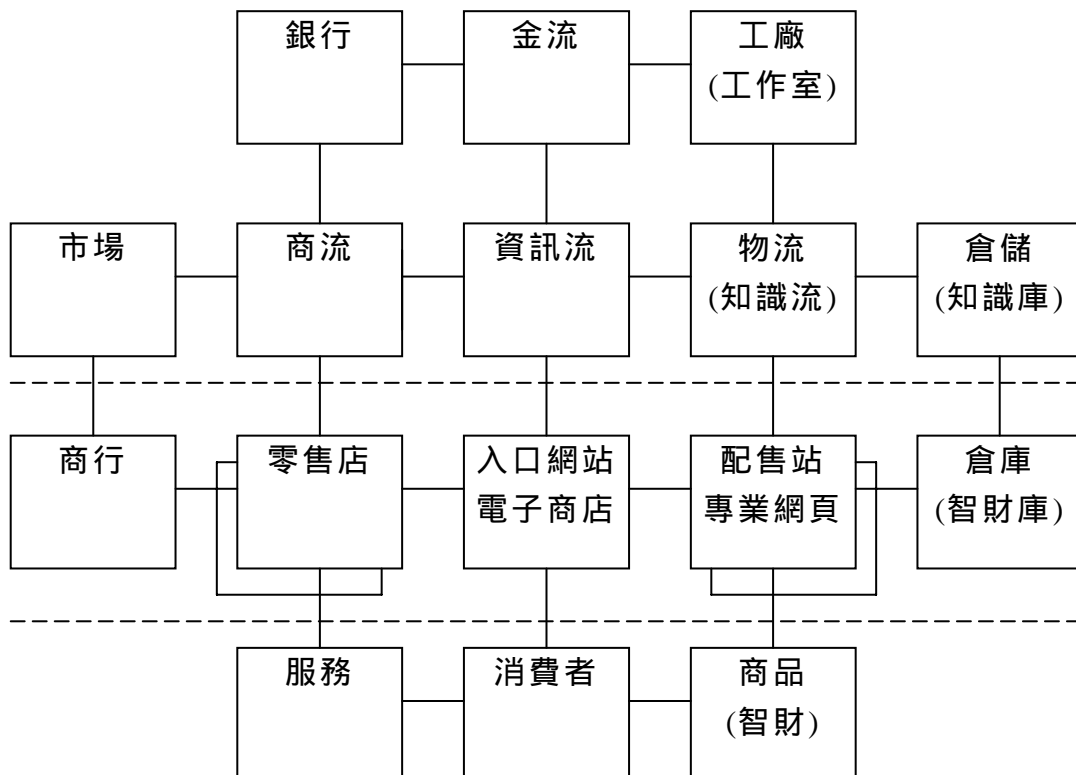 銀行
金流
工廠
(工作室)
市場
商流
資訊流
物流
(知識流)
倉儲
(知識庫)
商行
零售店
入口網站
電子商店
配售站
專業網頁
倉庫
(智財庫)
服務
消費者
商品
(智財)